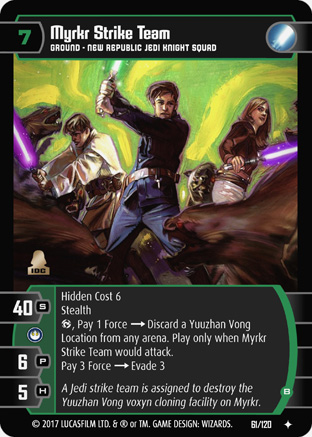 7
Myrkr Strike Team
GROUND - NEW REPUBLIC JEDI KNIGHT SQUAD
IDC
40 S
6 P
5 H
Hidden Cost 6
Stealth
, Pay 1 Force → Discard a Yuuzhan Vong
Location from any arena. Play only when Myrkr
Strike Team would attack.
Pay 3 Force → Evade 3
A Jedi strike team is assigned to destroy the
Yuuzhan Vong voxyn cloning facility on Myrkr.
B
© 2017 LUCASFILM LTD. & ® or TM. GAME DESIGN: WIZARDS.
61/120